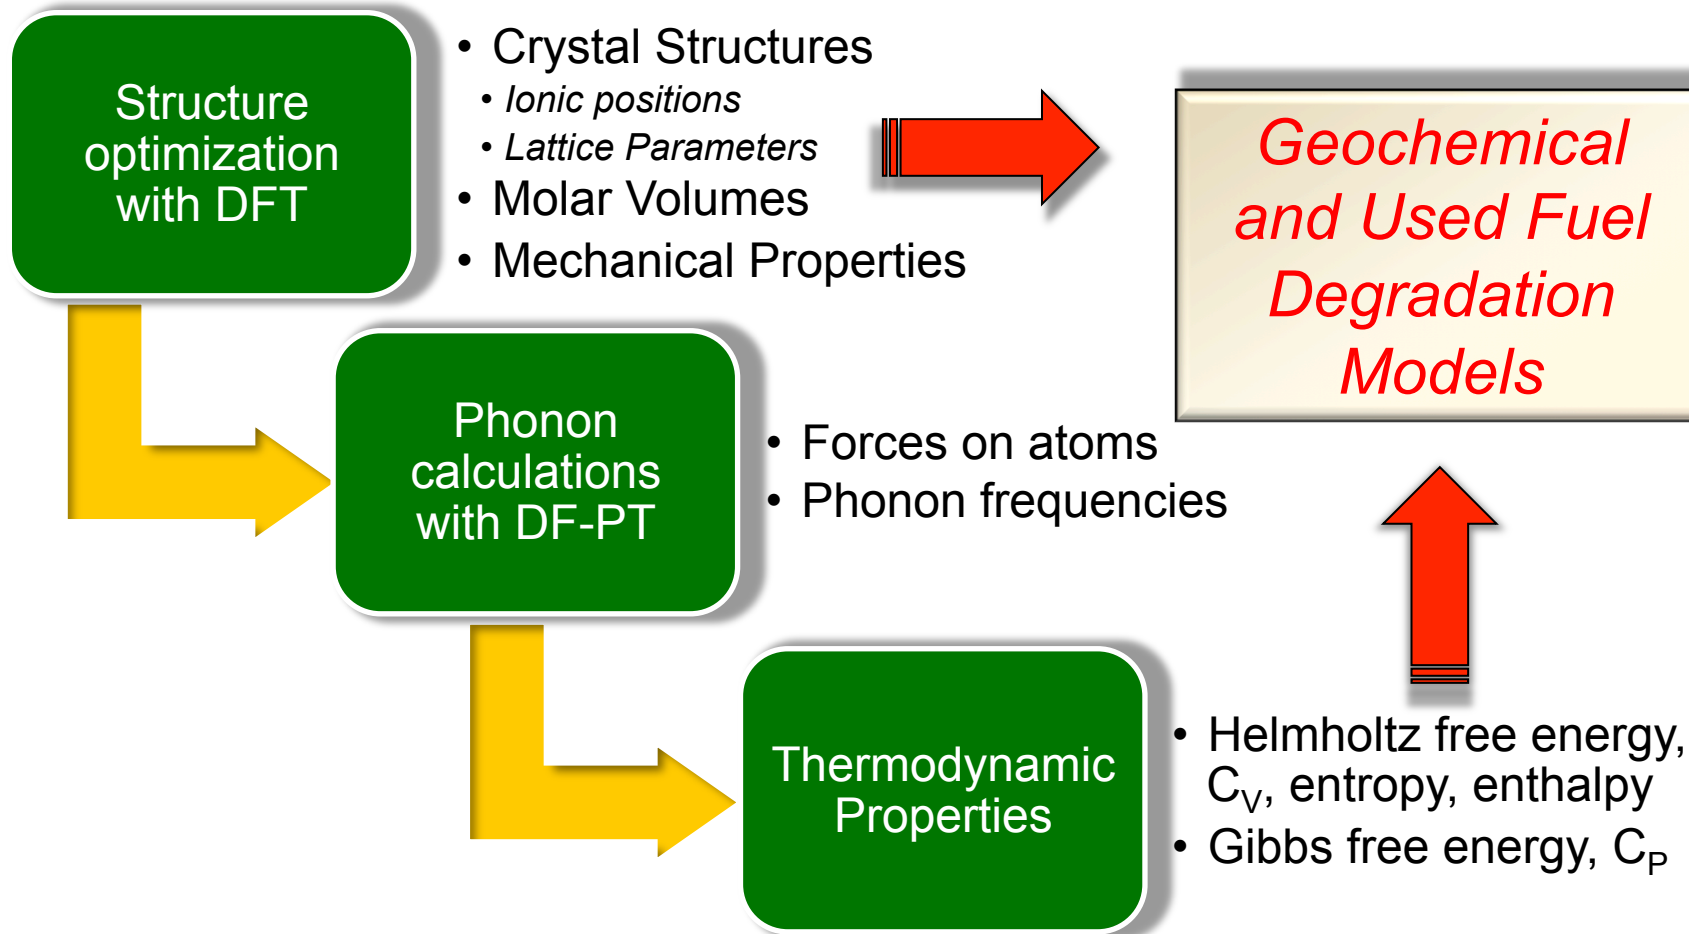 Structure
optimization
with DFT
• Crystal Structures
• Ionic positions
• Lattice Parameters
• Molar Volumes
• Mechanical Properties
Geochemical
and Used Fuel
Degradation
Models
Phonon
calculations
with DF-PT
• Forces on atoms
• Phonon frequencies
Thermodynamic
Properties
• Helmholtz free energy,
C_V, entropy, enthalpy
• Gibbs free energy, C_P